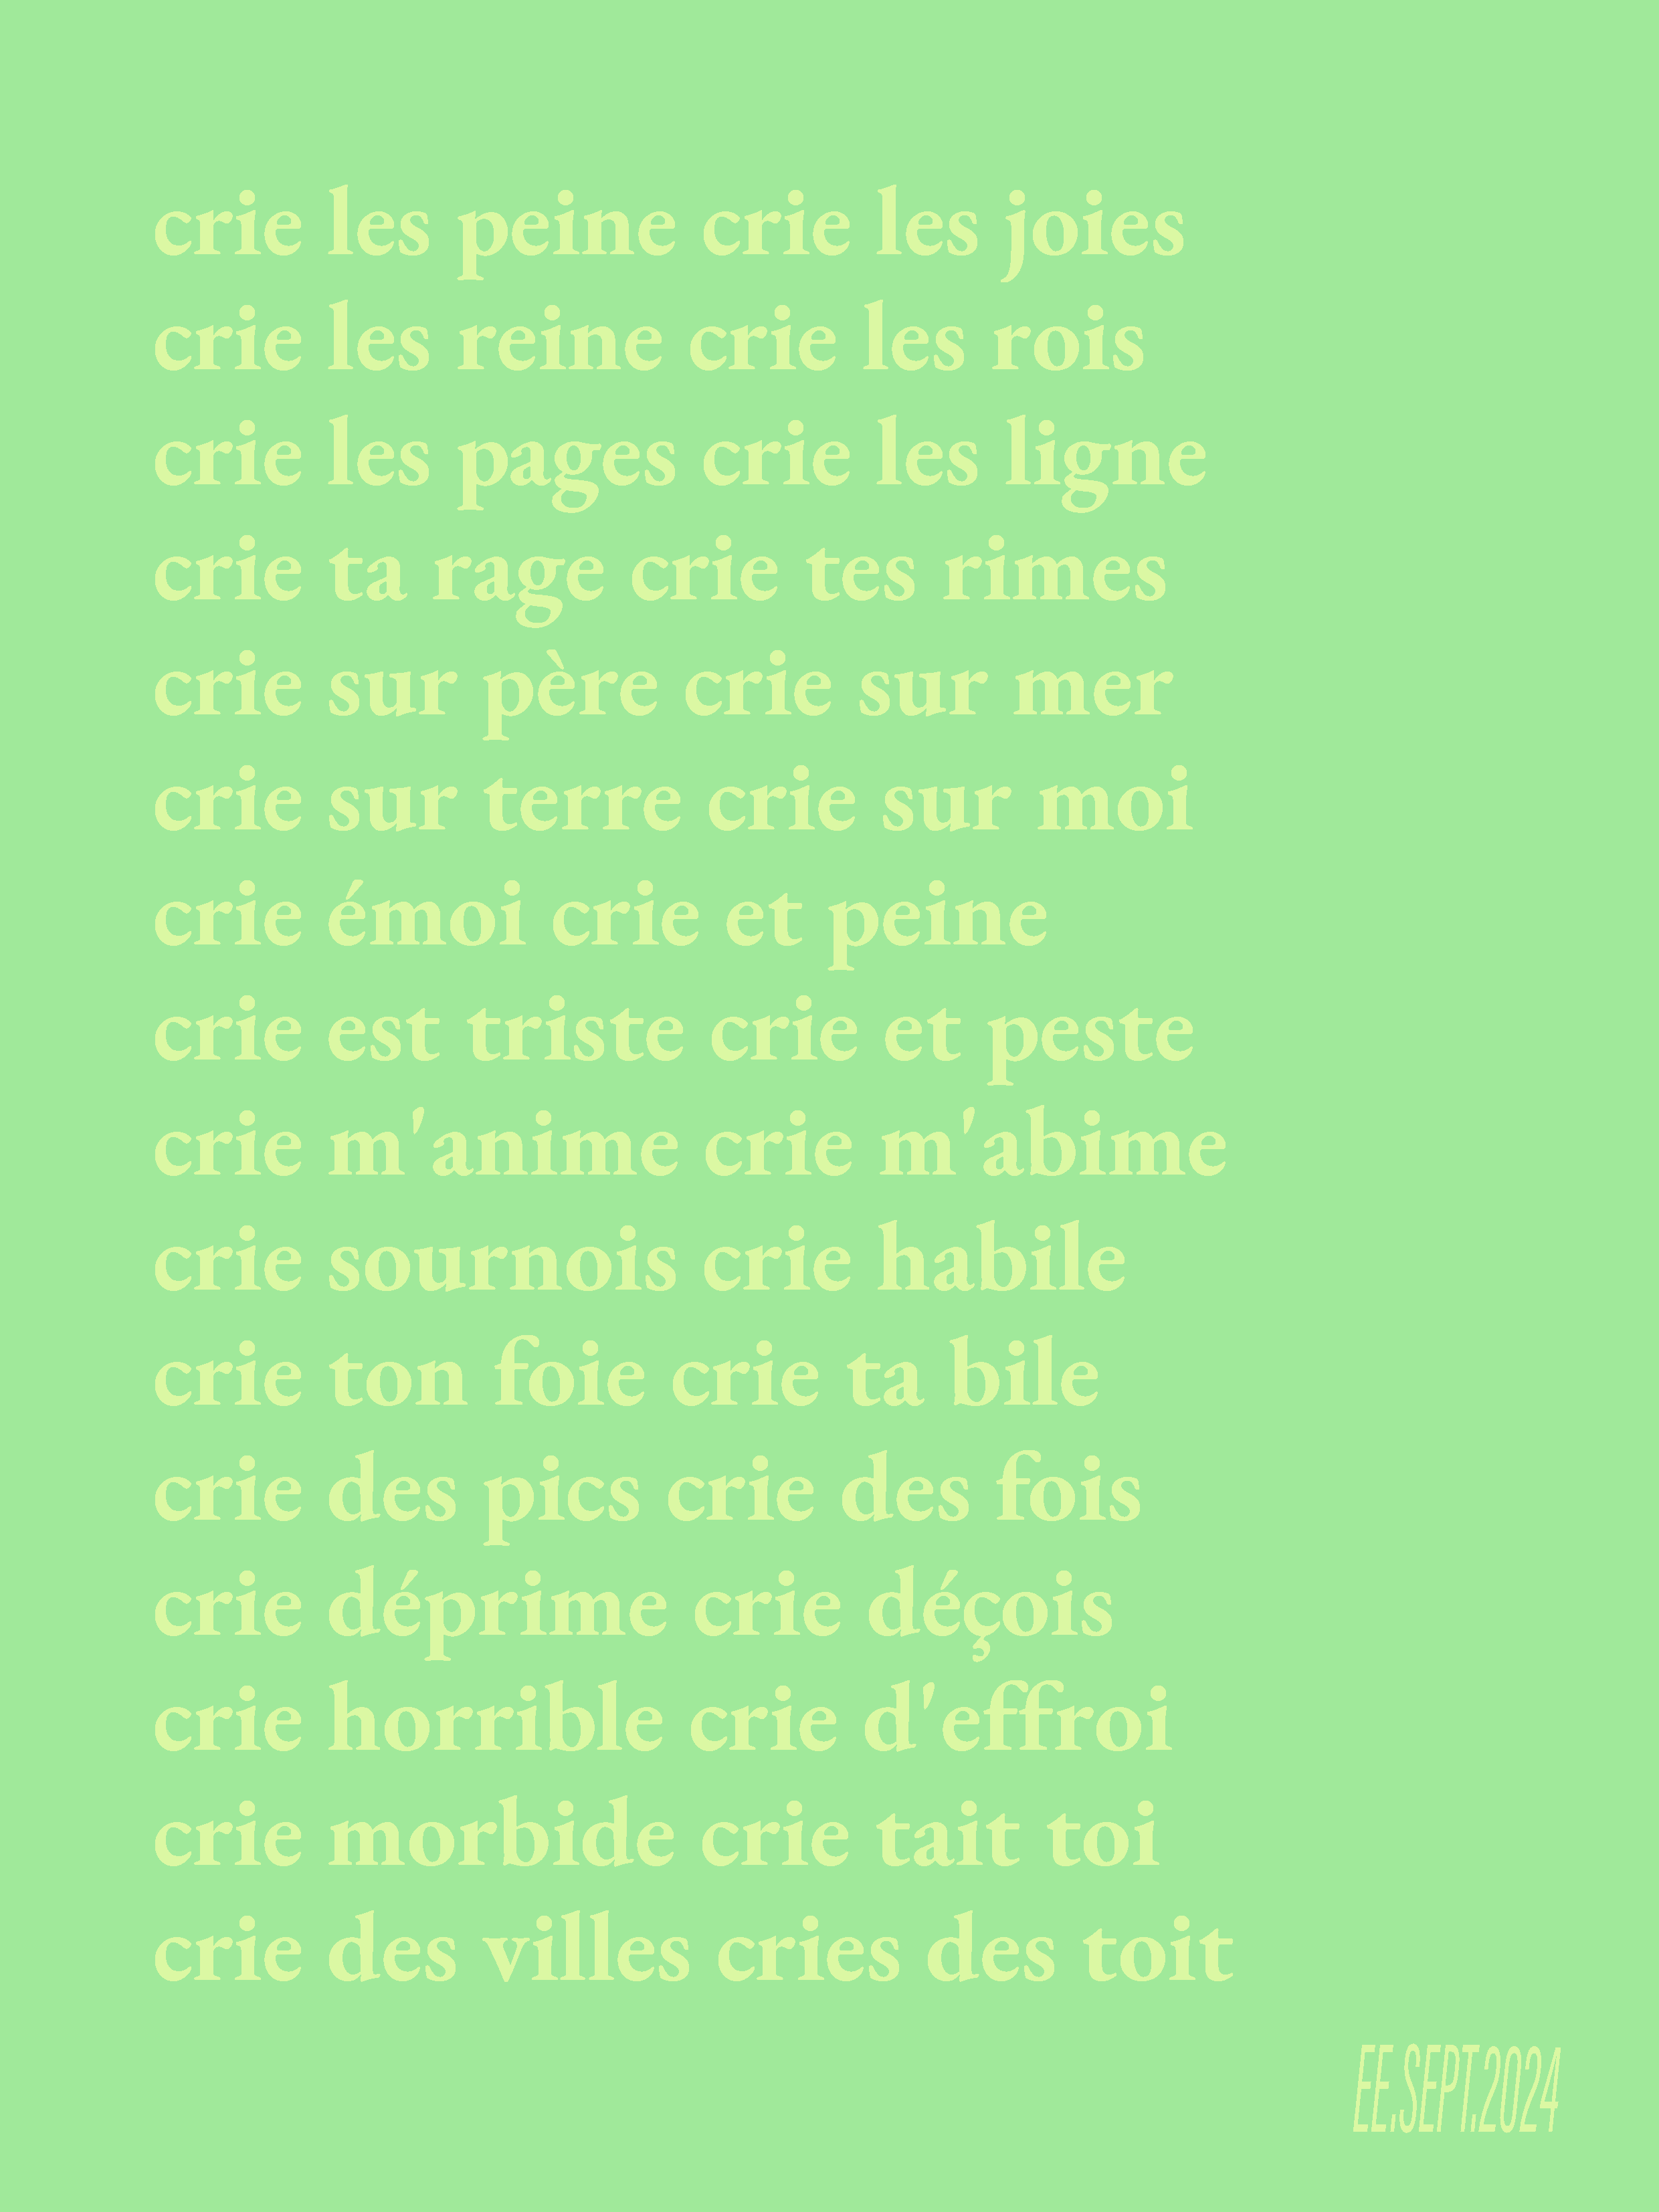 crie les peine crie les joies
crie les reine crie les rois
crie les pages crie les ligne
crie ta rage crie tes rimes
crie sur père crie sur mer
crie sur terre crie sur moi
crie émoi crie et peine
crie est triste crie et peste
crie m'anime crie m'abime
crie sournois crie habile
crie ton foie crie ta bile
crie des pics crie des fois
crie déprime crie déçois
crie horrible crie d'effroi
crie morbide crie tait toi
crie des villes cries des toit
EE.SEPT.2024